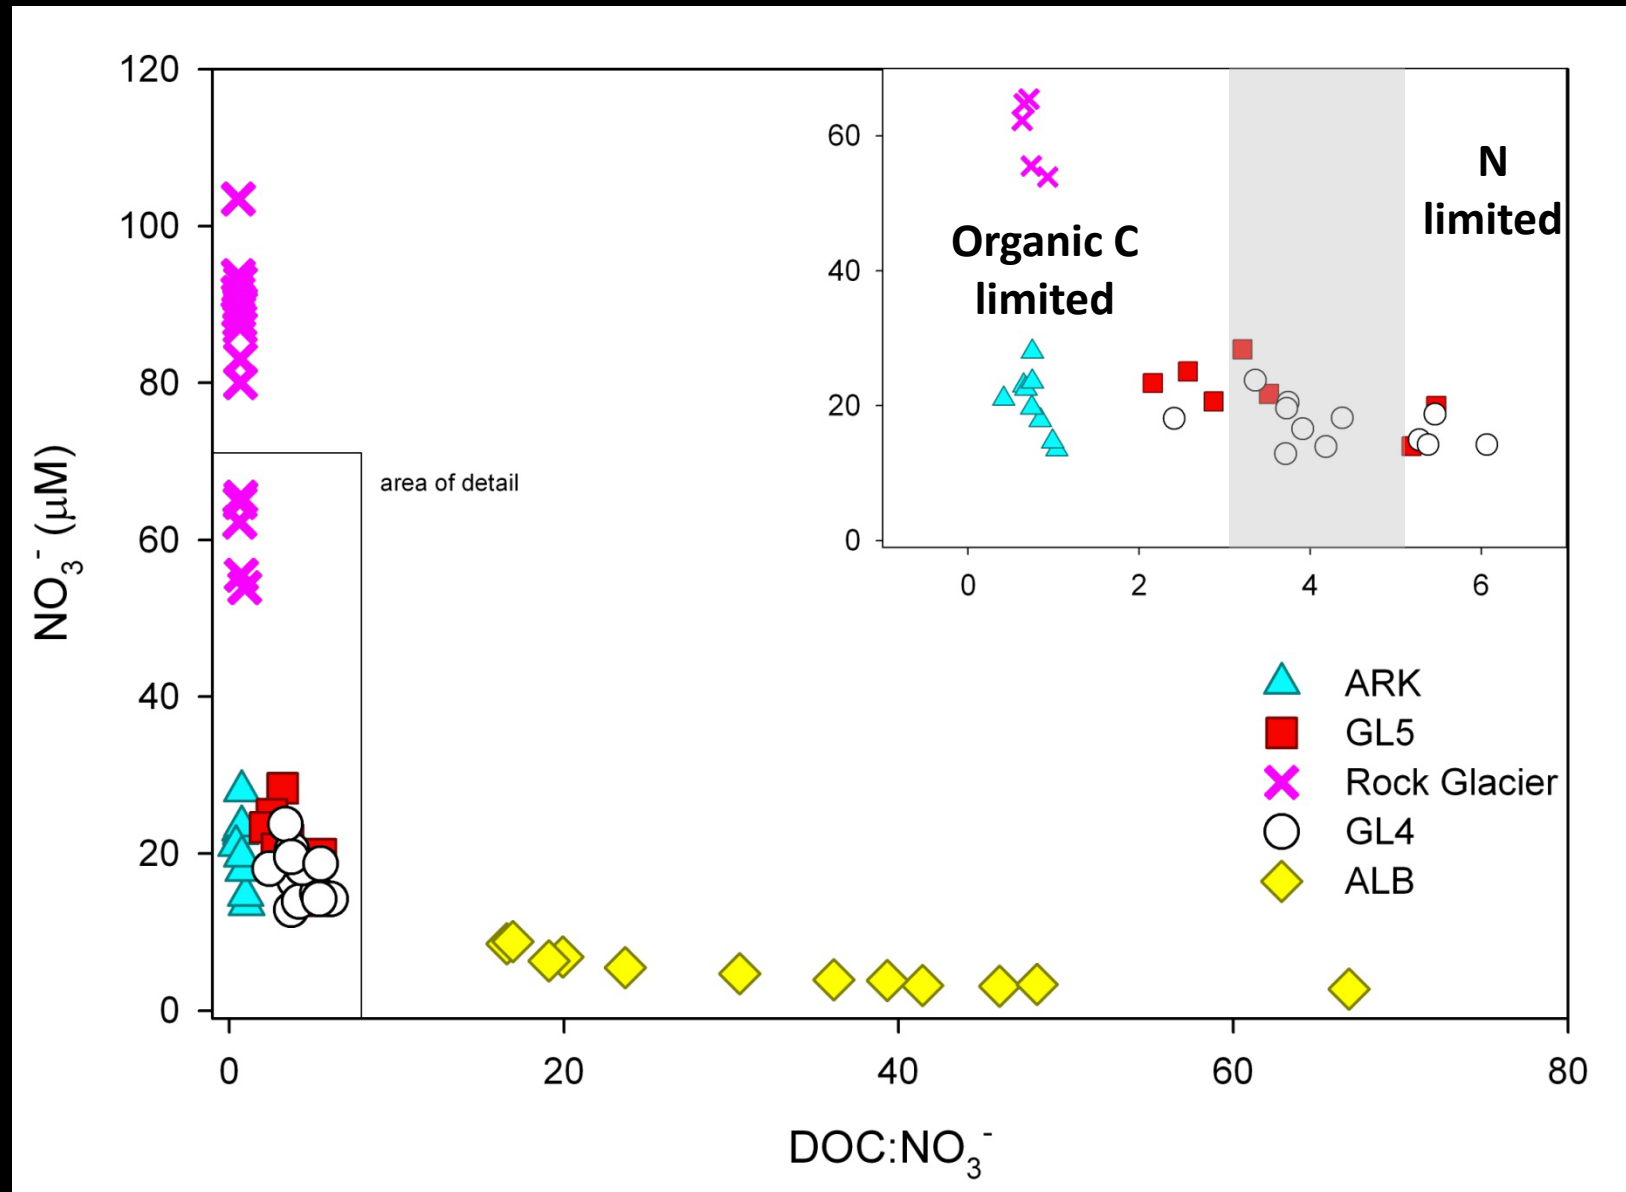 120
100
80
60
40
20
0
NO₃⁻ (µM)
area of detail
60
40
20
0
Organic C
limited
N
limited
0 2 4 6
ARK
GL5
Rock Glacier
GL4
ALB
0 20 40 60 80
DOC:NO₃⁻